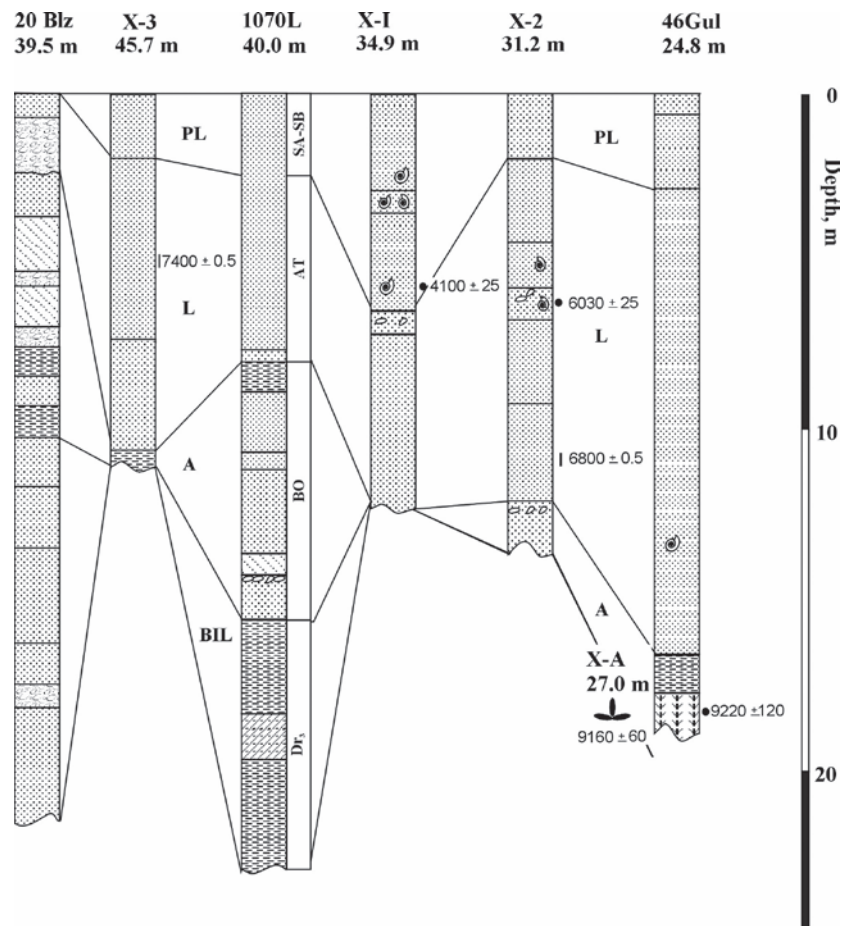 20 Blz X-3 1070L X-I X-2 46Gul
39.5 m 45.7 m 40.0 m 34.9 m 31.2 m 24.8 m
0
PL
SA-SB
PL
Depth, m
7400 ± 0.5
AT
4100 ± 25
6030 ± 25
L
L
10
6800 ± 0.5
A
BO
A
BIL
X-A
27.0 m
9220 ±120
9160 ± 60
Dr₃
20